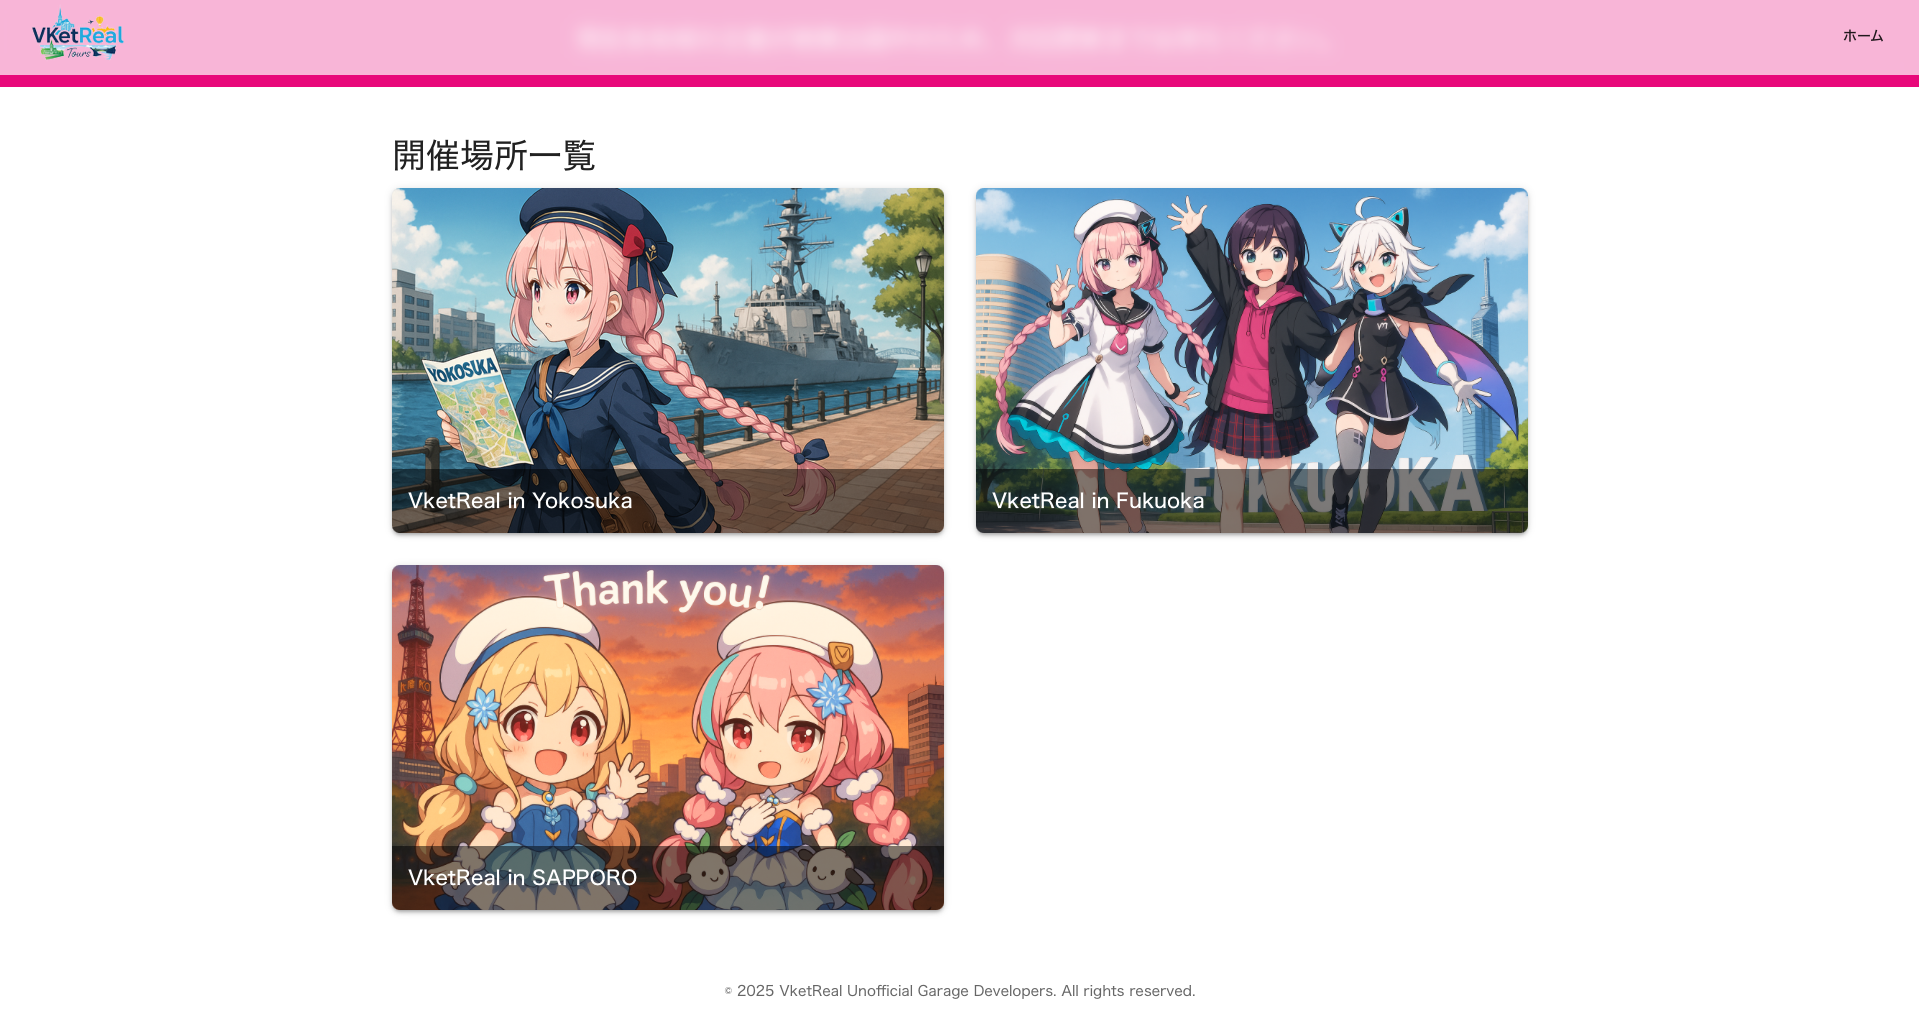 VKetReal
Tours
ホーム
開催場所一覧
YOKOSUKA
VketReal in Yokosuka
FUKUOKA
VketReal in Fukuoka
Thank you!
VketReal in SAPPORO
© 2025 VketReal Unofficial Garage Developers. All rights reserved.